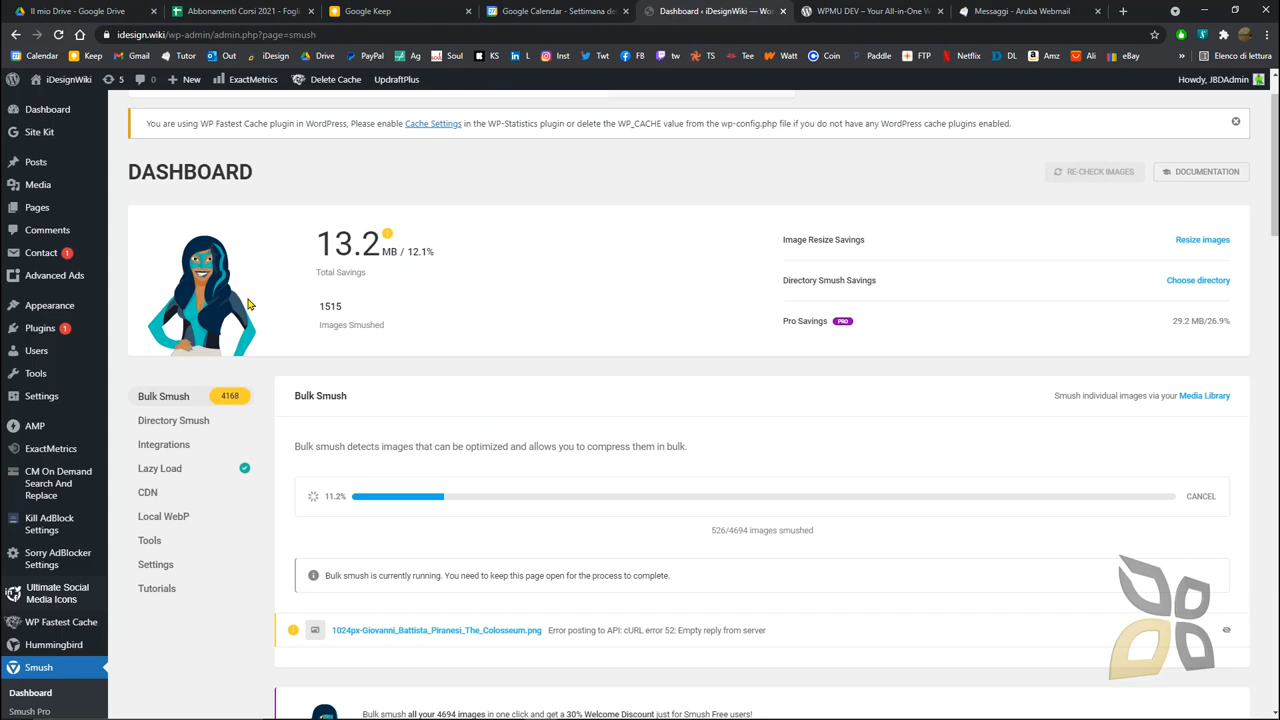 Il mio Drive - Google Drive
Abbonamenti Corsi 2021 - Fogli
Google Keep
Google Calendar - Settimana de
Dashboard ‹ iDesignWiki — Wo
WPMU DEV – Your All-in-One W
Messaggi - Aruba Webmail
idesign.wiki/wp-admin/admin.php?page=smush
Calendar Keep Gmail Tutor iDesign Drive PayPal Ag Soul KS L Inst Twt FB tw TS Tee Watt Coin Paddle FTP Netflix DL Amz Ali eBay Elenco di lettura
iDesignWiki 5 0 New ExactMetrics Delete Cache UpdraftPlus Howdy, JBDAdmin
Dashboard
Site Kit
Posts
Media
Pages
Comments
Contact 1
Advanced Ads
Appearance
Plugins 1
Users
Tools
Settings
AMP
ExactMetrics
CM On Demand
Search And
Replace
Kill AdBlock
Settings
Sorry AdBlocker
Settings
Ultimate Social
Media Icons
WP Fastest Cache
Hummingbird
Smush
Dashboard
Smush Pro
You are using WP Fastest Cache plugin in WordPress, Please enable Cache Settings in the WP-Statistics plugin or delete the WP_CACHE value from the wp-config.php file if you do not have any WordPress cache plugins enabled.
DASHBOARD
RE-CHECK IMAGES
DOCUMENTATION
13.2 MB / 12.1%
Total Savings
1515
Images Smushed
Image Resize Savings Resize images
Directory Smush Savings Choose directory
Pro Savings PRO 29.2 MB/26.9%
Bulk Smush 4168
Directory Smush
Integrations
Lazy Load
CDN
Local WebP
Tools
Settings
Tutorials
Bulk Smush
Smush individual images via your Media Library
Bulk smush detects images that can be optimized and allows you to compress them in bulk.
11.2% CANCEL
526/4694 images smushed
Bulk smush is currently running. You need to keep this page open for the process to complete.
1024px-Giovanni_Battista_Piranesi_The_Colosseum.png Error posting to API: cURL error 52: Empty reply from server
Bulk smush all your 4694 images in one click and get a 30% Welcome Discount just for Smush Free users!